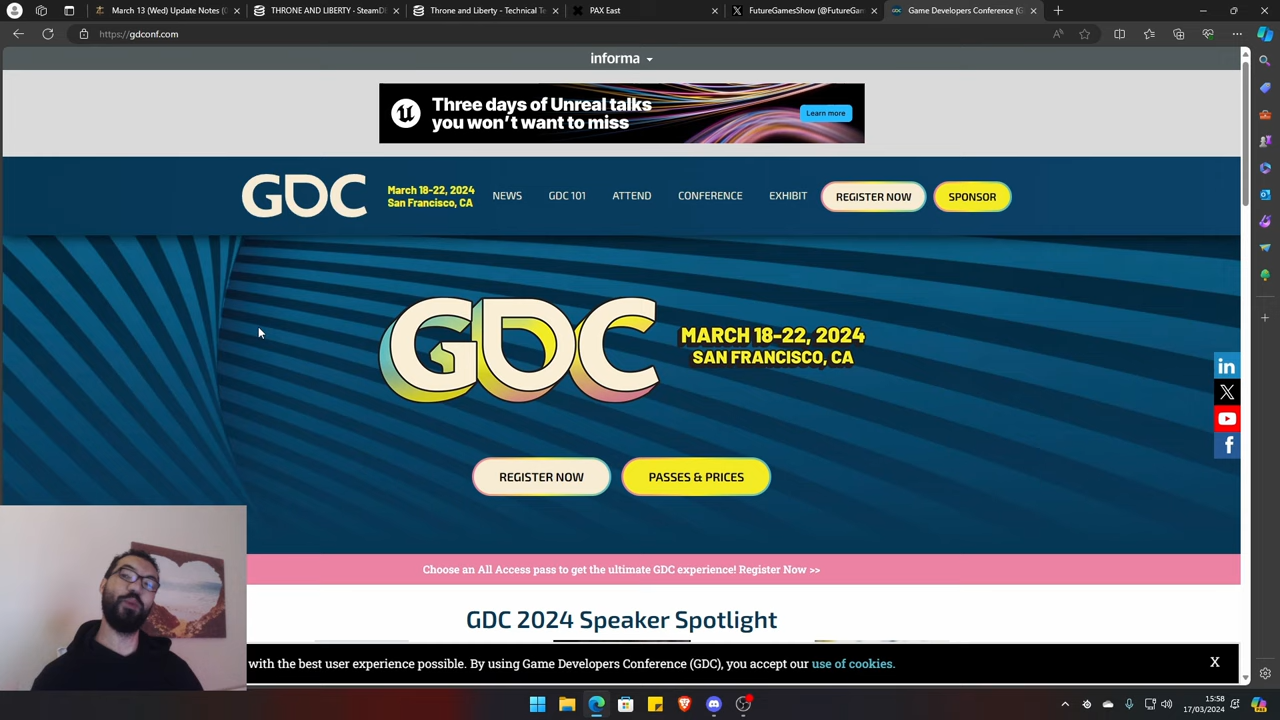 March 13 (Wed) Update Notes (
THRONE AND LIBERTY - SteamD
Throne and Liberty - Technical Te
PAX East
FutureGamesShow (@FutureGam
Game Developers Conference (G
https://gdconf.com
informa
Three days of Unreal talks
you won't want to miss
Learn more
GDC
March 18-22, 2024
San Francisco, CA
NEWS
GDC 101
ATTEND
CONFERENCE
EXHIBIT
REGISTER NOW
SPONSOR
GDC
MARCH 18-22, 2024
SAN FRANCISCO, CA
REGISTER NOW
PASSES & PRICES
Choose an All Access pass to get the ultimate GDC experience! Register Now >>
GDC 2024 Speaker Spotlight
with the best user experience possible. By using Game Developers Conference (GDC), you accept our use of cookies.
X
15:58
17/03/2024